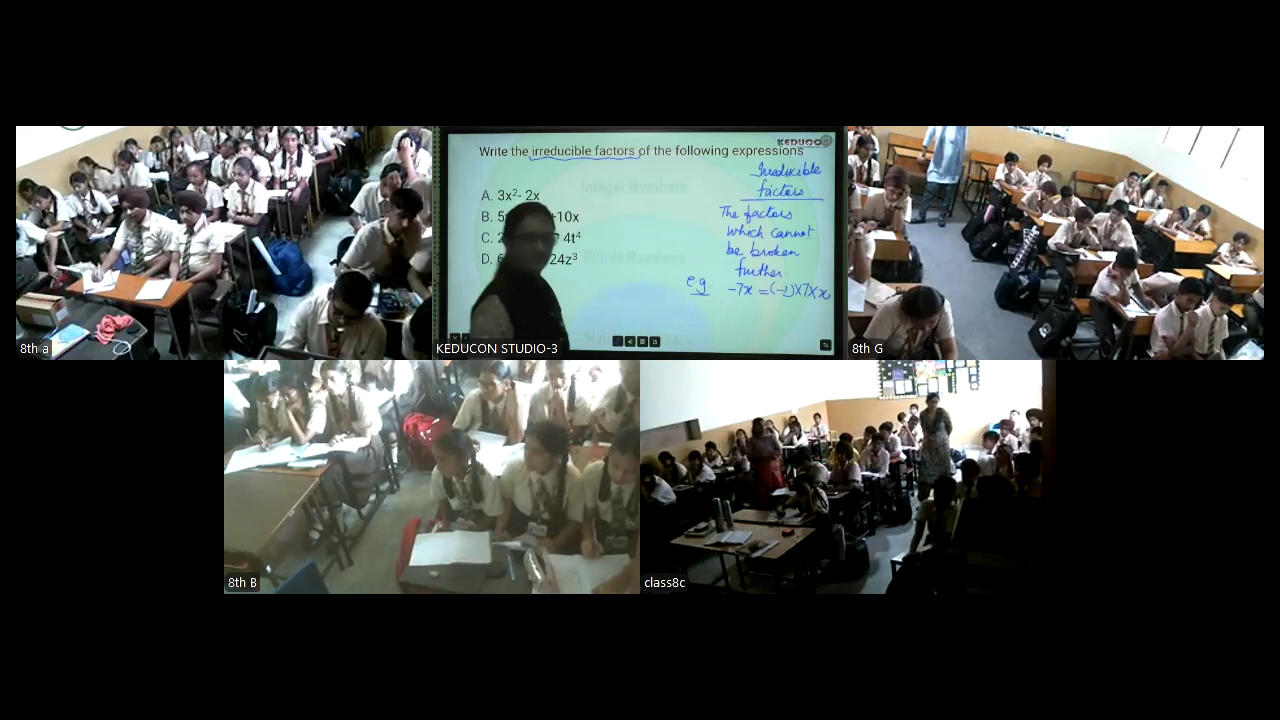 KEDUCON
Write the irreducible factors of the following expressions
Irreducible
factors
A. 3x²- 2x
B. 5 +10x
C. 2 4t⁴
D. 6 24z³
The factors
which cannot
be broken
further.
e.g -7x = (-1)×7×x
Integer Numbers
Whole Numbers
8th a
KEDUCON STUDIO-3
8th G
8th B
class8c